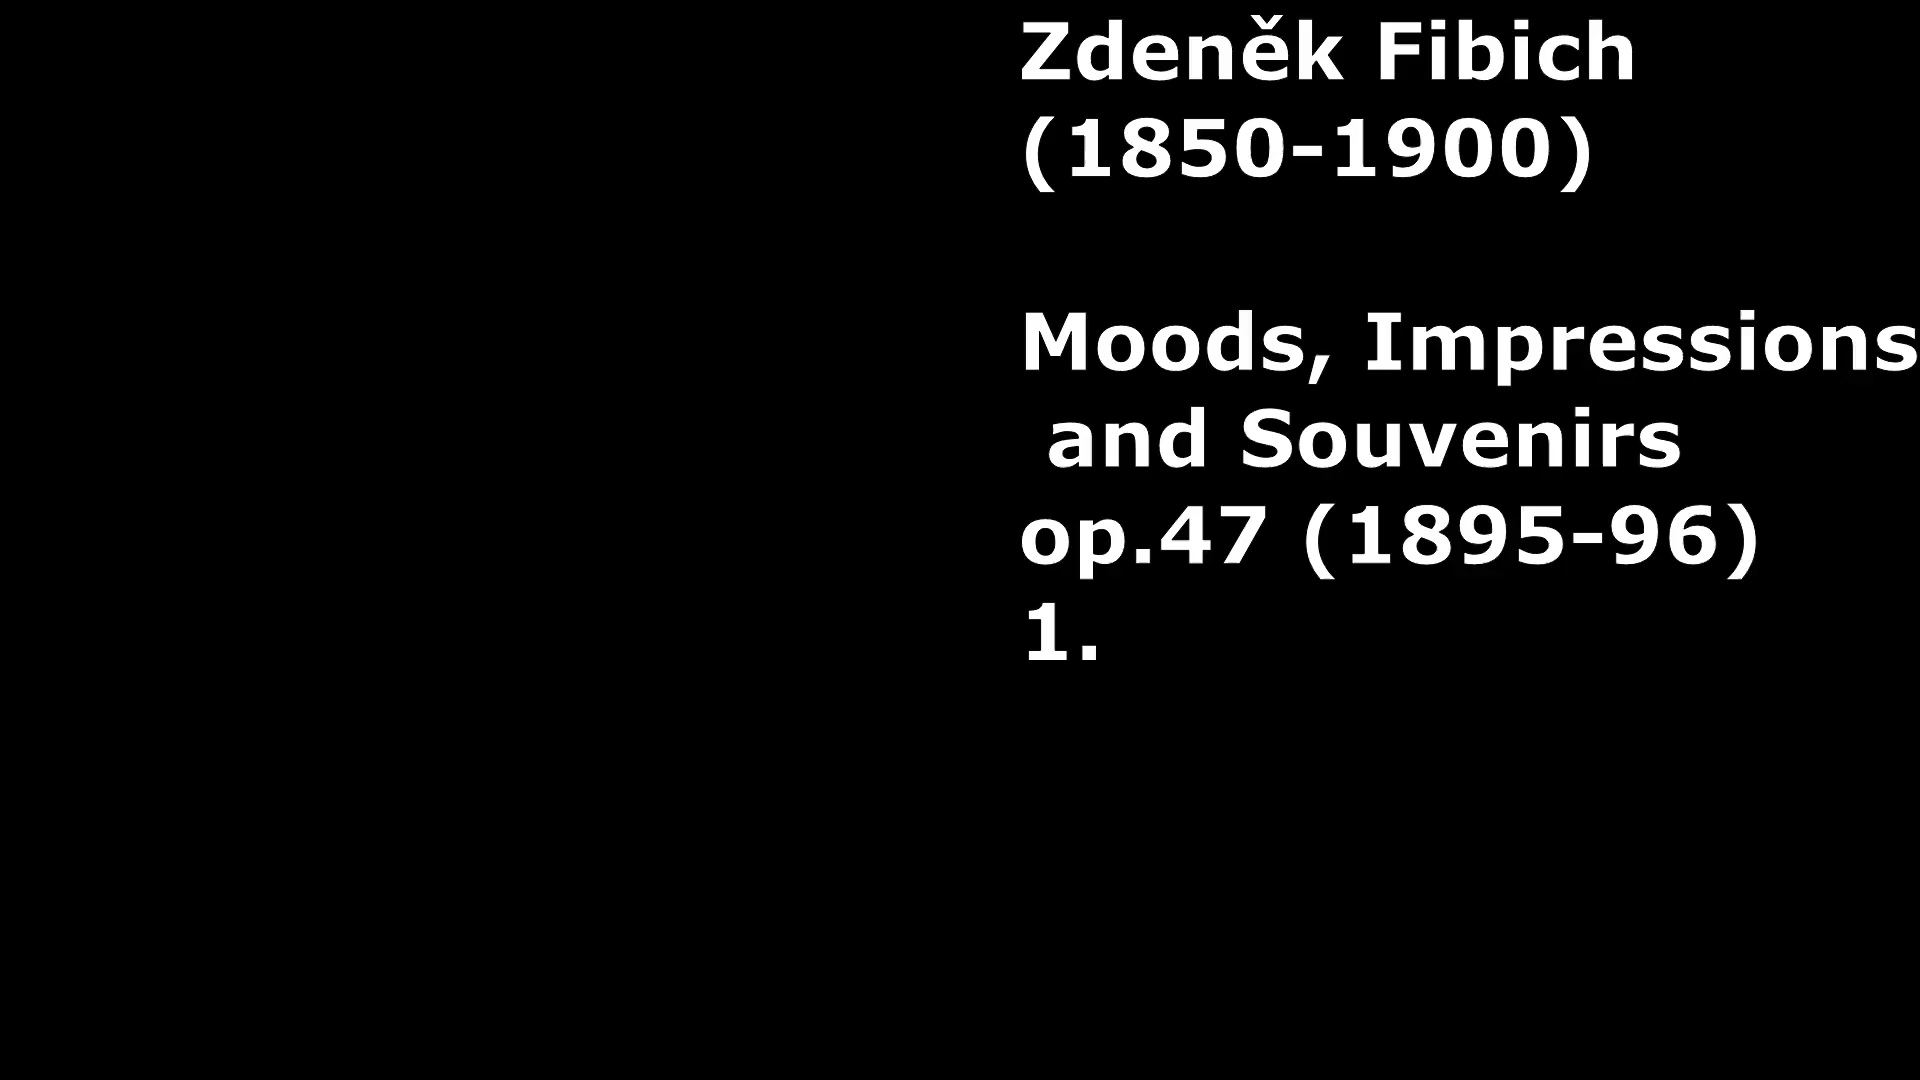 Zdeněk Fibich
(1850-1900)
Moods, Impressions
and Souvenirs
op.47 (1895-96)
1.